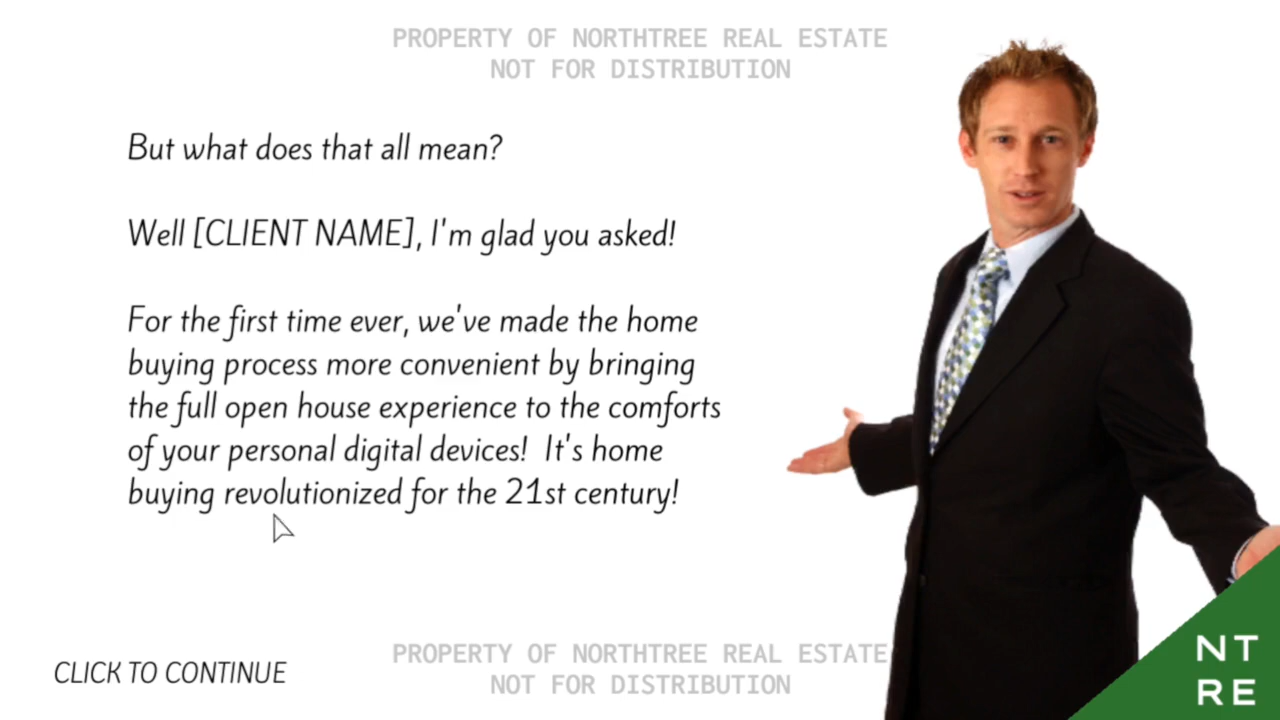 PROPERTY OF NORTHTREE REAL ESTATE
NOT FOR DISTRIBUTION
But what does that all mean?
Well [CLIENT NAME], I'm glad you asked!
For the first time ever, we've made the home
buying process more convenient by bringing
the full open house experience to the comforts
of your personal digital devices!  It's home
buying revolutionized for the 21st century!
CLICK TO CONTINUE
PROPERTY OF NORTHTREE REAL ESTATE
NOT FOR DISTRIBUTION
NT
RE